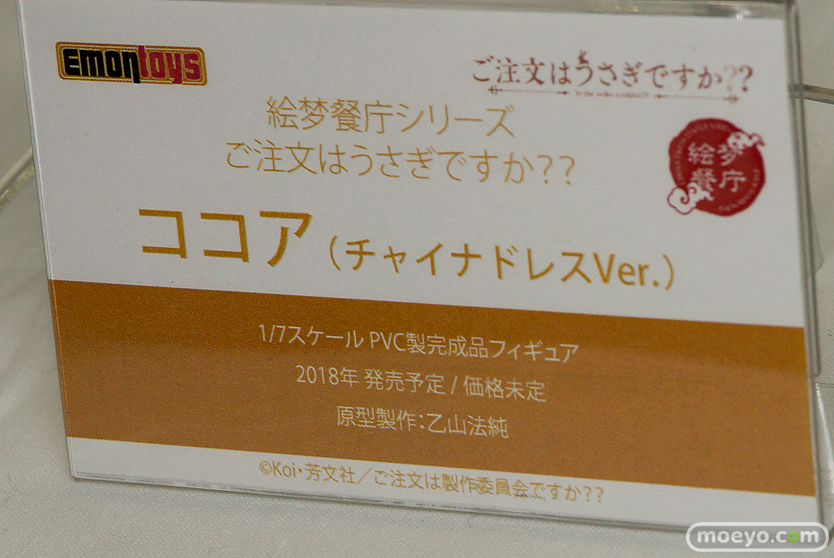 Emontoys
ご注文はうさぎですか??
絵梦餐庁シリーズ
ご注文はうさぎですか??
絵梦
餐庁
ココア（チャイナドレスVer.）
1/7スケール PVC製完成品フィギュア
2018年 発売予定 / 価格未定
原型製作：乙山法純
©Koi・芳文社／ご注文は製作委員会ですか??
moeyo.com